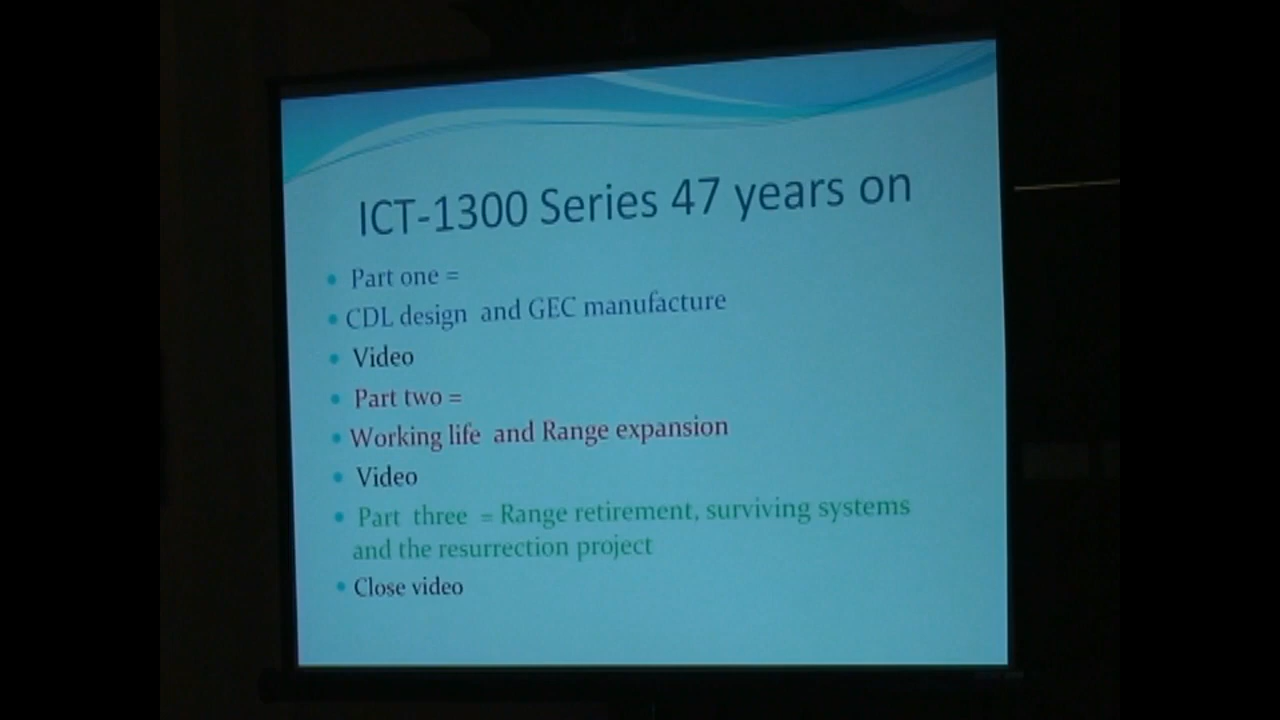 ICT-1300 Series 47 years on
• Part one =
• CDL design and GEC manufacture
• Video
• Part two =
• Working life and Range expansion
• Video
• Part three = Range retirement, surviving systems
and the resurrection project
• Close video